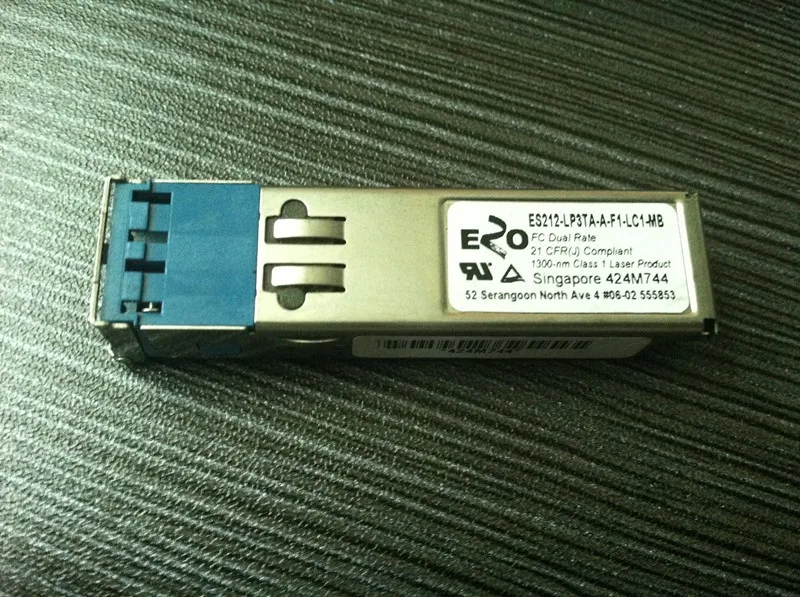 ES212-LP3TA-A-F1-LC1-MB
E2O
FC Dual Rate
21 CFR(J) Compliant
1300-nm Class 1 Laser Product
Singapore 424M744
52 Serangoon North Ave 4 #06-02 555853
*424M744*